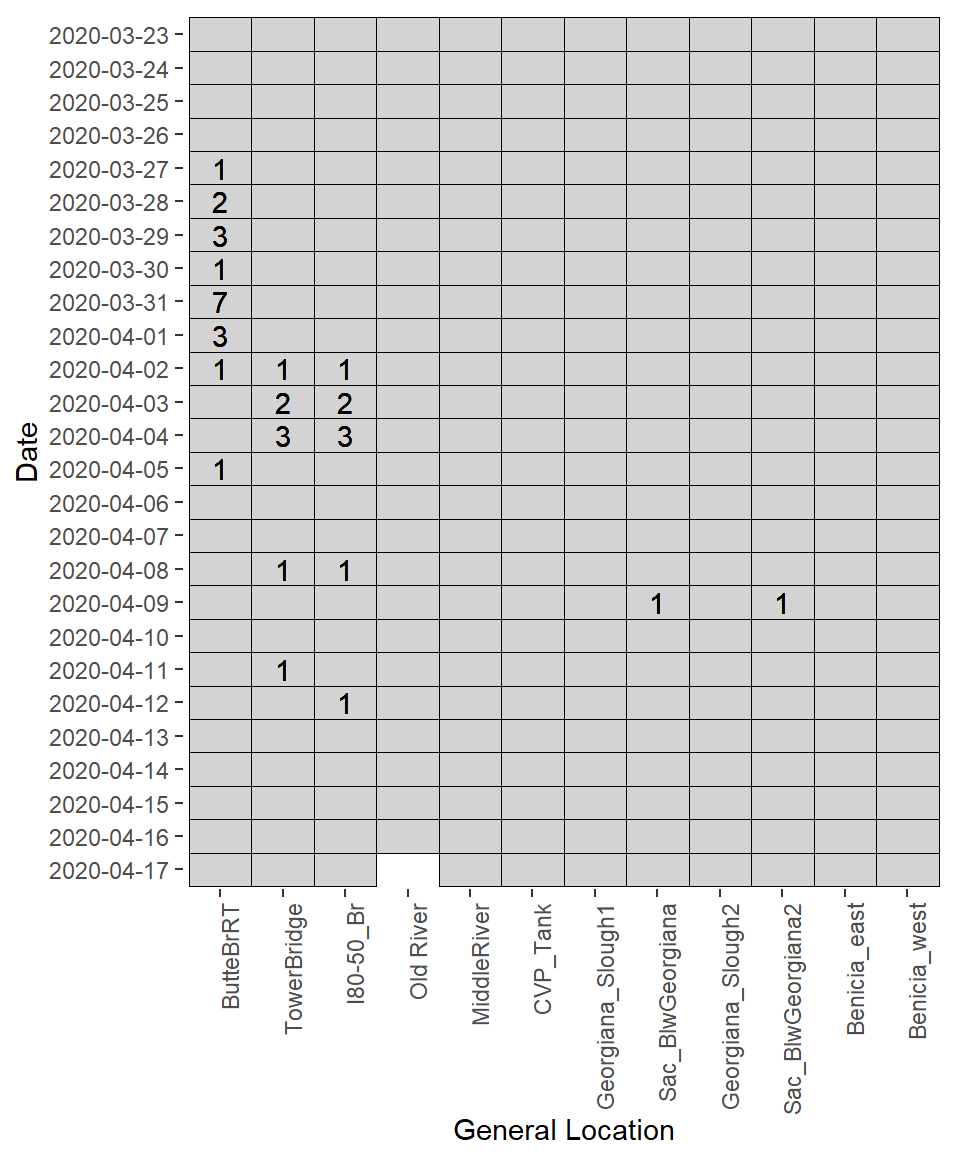 2020-03-23
2020-03-24
2020-03-25
2020-03-26
2020-03-27 1
2020-03-28 2
2020-03-29 3
2020-03-30 1
2020-03-31 7
2020-04-01 3
2020-04-02 1 1 1
2020-04-03 2 2
2020-04-04 3 3
2020-04-05 1
2020-04-06
2020-04-07
2020-04-08 1 1
2020-04-09 1 1
2020-04-10
2020-04-11 1
2020-04-12 1
2020-04-13
2020-04-14
2020-04-15
2020-04-16
2020-04-17
Date
ButteBrRT
TowerBridge
I80-50_Br
Old River
MiddleRiver
CVP_Tank
Georgiana_Slough1
Sac_BlwGeorgiana
Georgiana_Slough2
Sac_BlwGeorgiana2
Benicia_east
Benicia_west
General Location